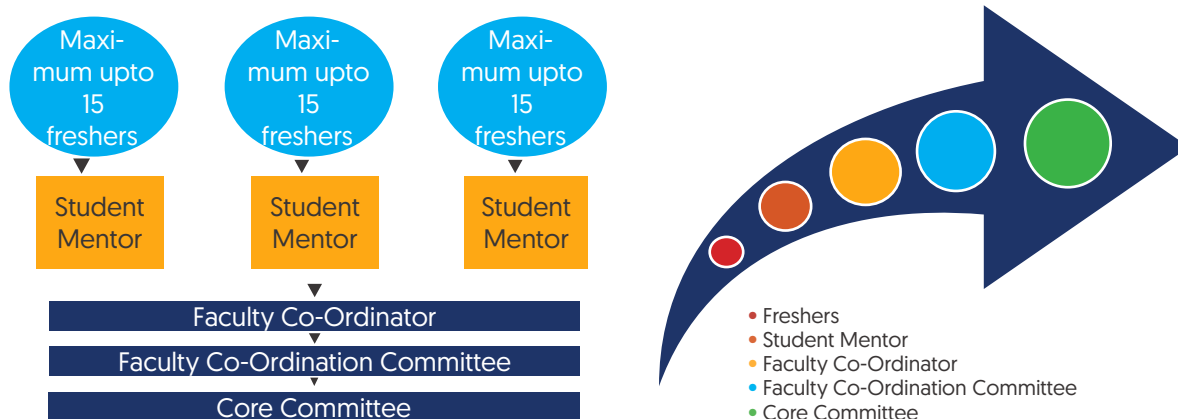 Maxi-
mum upto
15
freshers
Maxi-
mum upto
15
freshers
Maxi-
mum upto
15
freshers
Student
Mentor
Student
Mentor
Student
Mentor
Faculty Co-Ordinator
Faculty Co-Ordination Committee
Core Committee
Freshers
Student Mentor
Faculty Co-Ordinator
Faculty Co-Ordination Committee
Core Committee